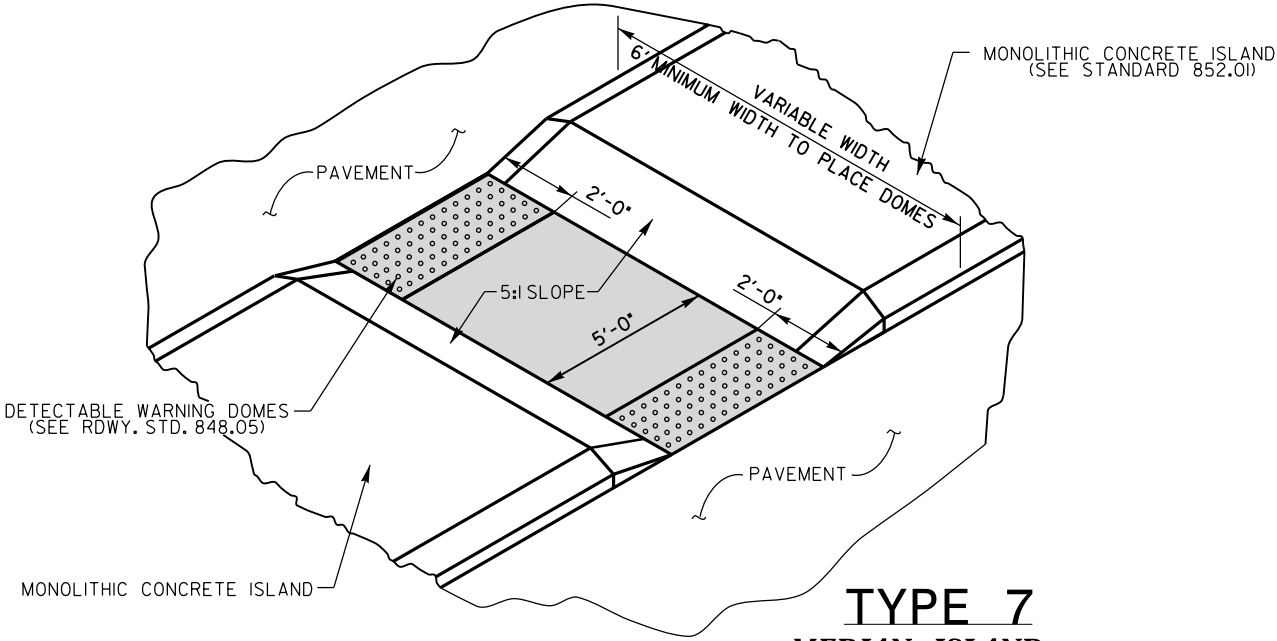 MONOLITHIC CONCRETE ISLAND
(SEE STANDARD 852.01)
6' MINIMUM WIDTH TO PLACE DOMES
VARIABLE WIDTH
PAVEMENT
2'-0"
5:1 SLOPE
2'-0"
5'-0"
DETECTABLE WARNING DOMES
(SEE RDWY. STD. 848.05)
PAVEMENT
MONOLITHIC CONCRETE ISLAND
TYPE 7
MEDIAN ISLAND